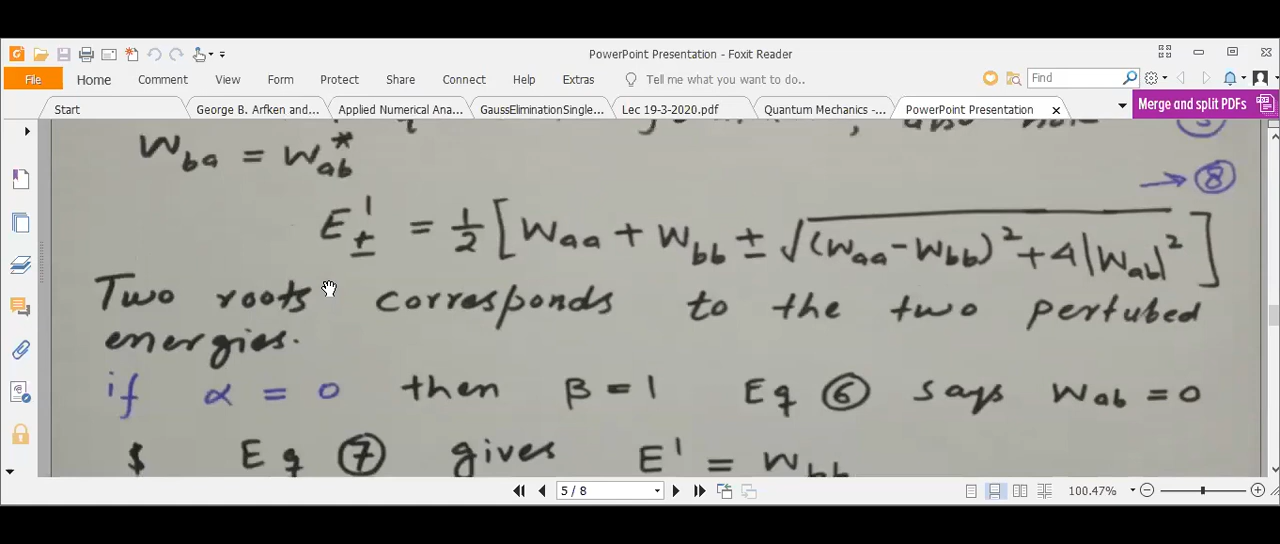 PowerPoint Presentation - Foxit Reader
File Home Comment View Form Protect Share Connect Help Extras Tell me what you want to do.. Find
Start George B. Arfken and... Applied Numerical Ana... GaussEliminationSingle... Lec 19-3-2020.pdf Quantum Mechanics -... PowerPoint Presentation Merge and split PDFs
, also
W_ba = W_ab*
→ ⑧
E¹_± = 1/2 [W_aa + W_bb ± √((W_aa - W_bb)² + 4|W_ab|²]
Two roots corresponds to the two pertubed
energies.
if α = 0 then β = 1 Eq ⑥ says W_ab = 0
$ Eq ⑦ gives E¹ = W_bb
5 / 8 100.47%